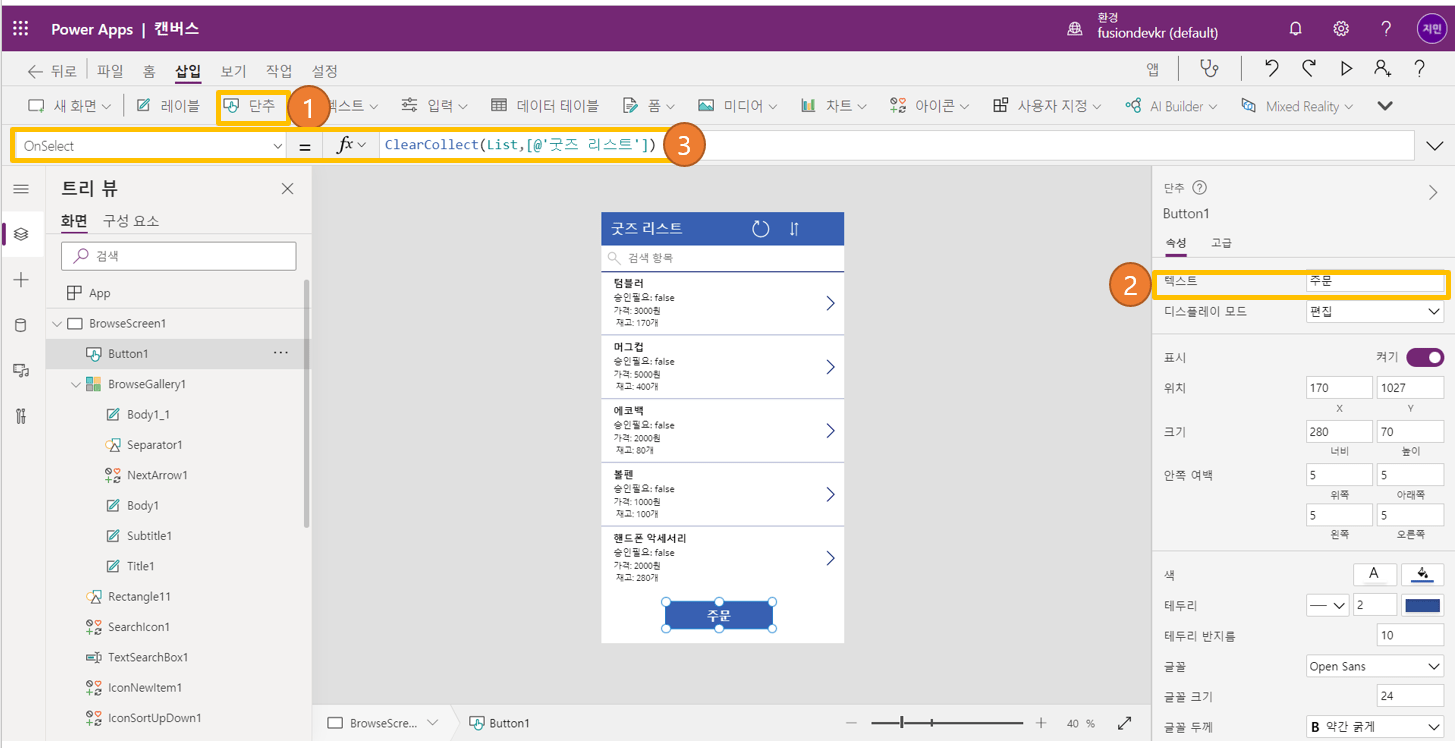 Power Apps | 캔버스
환경
fusiondevkr (default)
지민
뒤로 파일 홈 삽입 보기 작업 설정 앱
새 화면 레이블 단추 1 텍스트 입력 데이터 테이블 폼 미디어 차트 아이콘 사용자 지정 AI Builder Mixed Reality
OnSelect = fx ClearCollect(List,[@'굿즈 리스트']) 3
트리 뷰
화면 구성 요소
검색
App
BrowseScreen1
Button1
BrowseGallery1
Body1_1
Separator1
NextArrow1
Body1
Subtitle1
Title1
Rectangle11
SearchIcon1
TextSearchBox1
IconNewItem1
IconSortUpDown1
굿즈 리스트
검색 항목
텀블러
승인필요: false
가격: 3000원
재고: 170개
머그컵
승인필요: false
가격: 5000원
재고: 400개
에코백
승인필요: false
가격: 2000원
재고: 80개
볼펜
승인필요: false
가격: 1000원
재고: 100개
핸드폰 악세서리
승인필요: false
가격: 2000원
재고: 280개
주문
BrowseScre... Button1
40 %
단추
Button1
속성 고급
2 텍스트 주문
디스플레이 모드 편집
표시 켜기
위치 170 1027
X Y
크기 280 70
너비 높이
안쪽 여백 5 5
위쪽 아래쪽
5 5
왼쪽 오른쪽
색 A
테두리 2
테두리 반지름 10
글꼴 Open Sans
글꼴 크기 24
글꼴 두께 B 약간 굵게